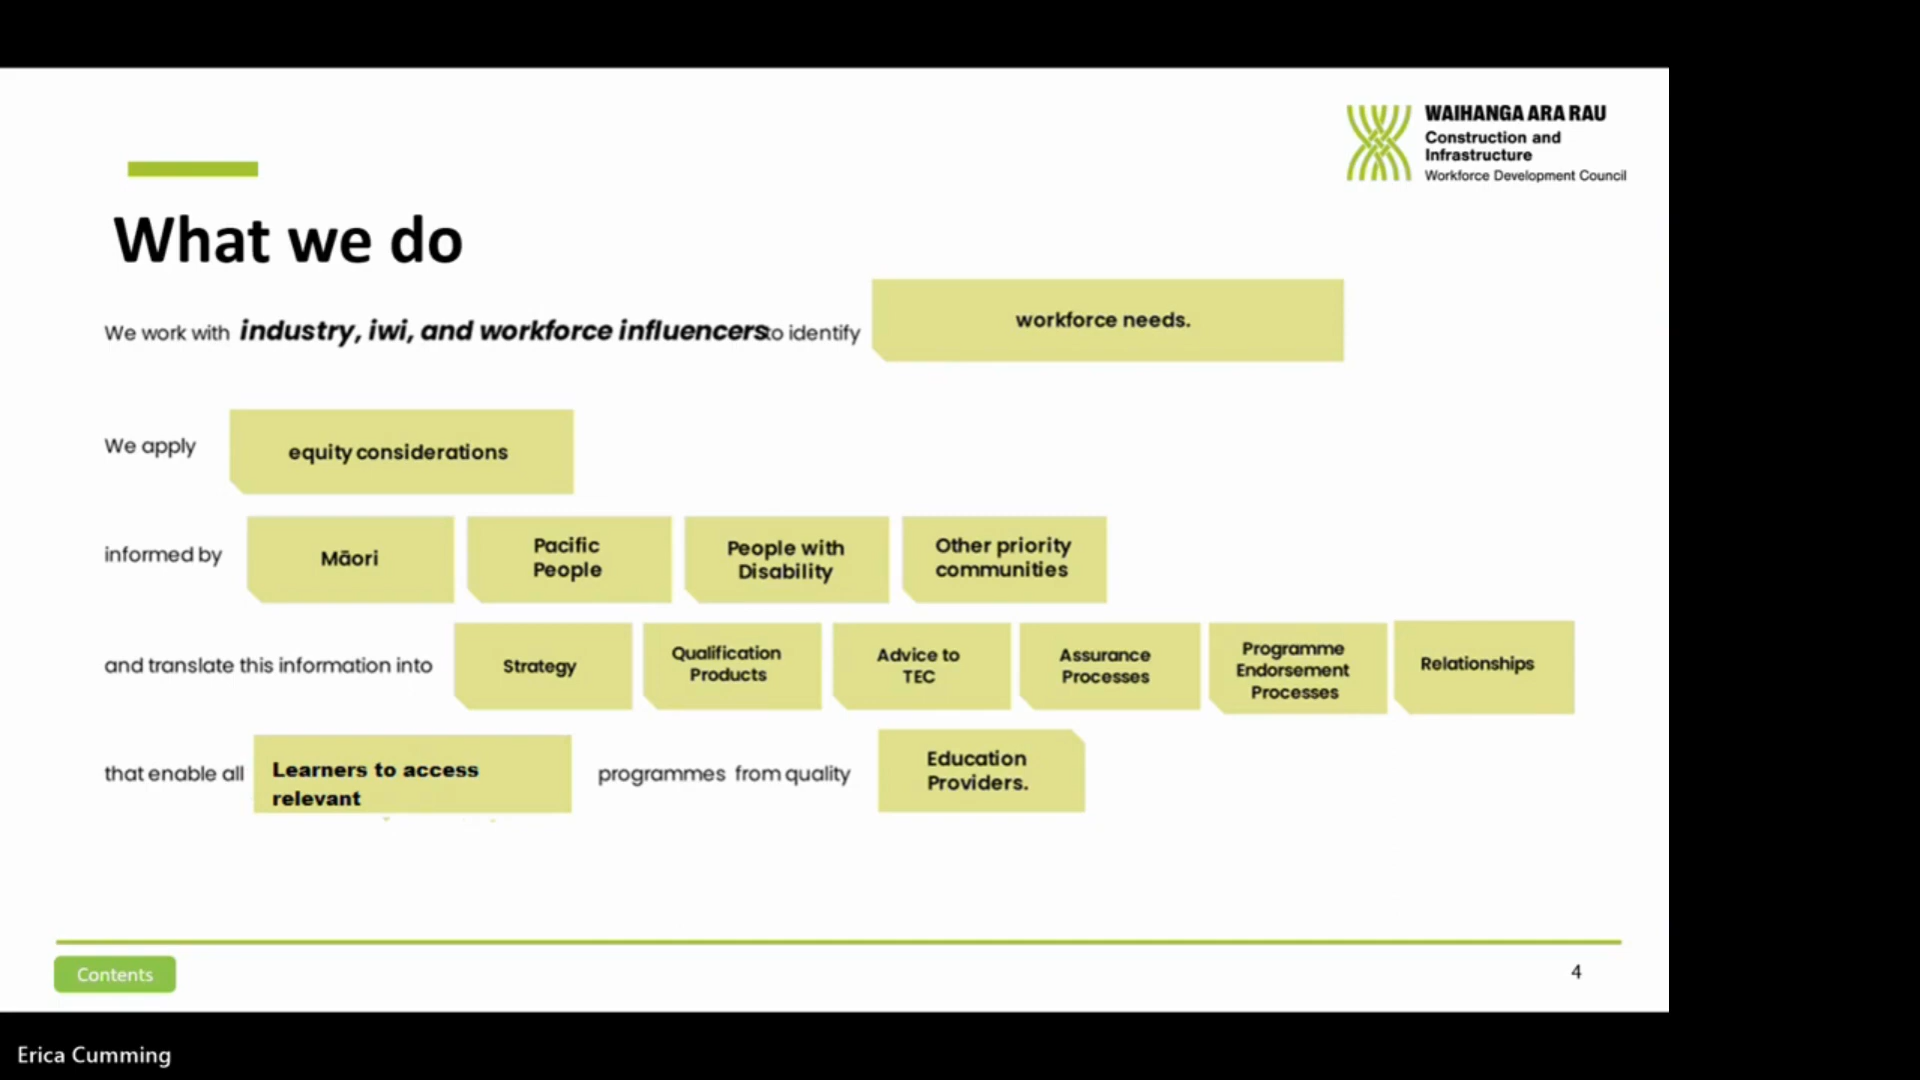 WAIHANGA ARA RAU
Construction and
Infrastructure
Workforce Development Council
What we do
We work with industry, iwi, and workforce influencers to identify workforce needs.
We apply equity considerations
informed by Māori Pacific People People with Disability Other priority communities
and translate this information into Strategy Qualification Products Advice to TEC Assurance Processes Programme Endorsement Processes Relationships
that enable all Learners to access relevant programmes from quality Education Providers.
Contents
4
Erica Cumming